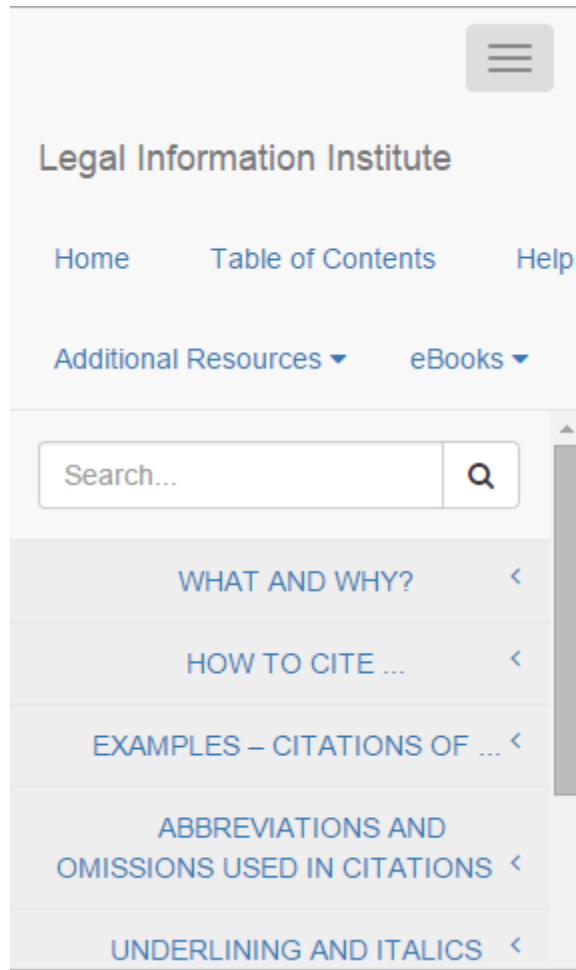 Legal Information Institute
Home Table of Contents Help
Additional Resources eBooks
Search...
WHAT AND WHY?
HOW TO CITE ...
EXAMPLES – CITATIONS OF ...
ABBREVIATIONS AND
OMISSIONS USED IN CITATIONS
UNDERLINING AND ITALICS